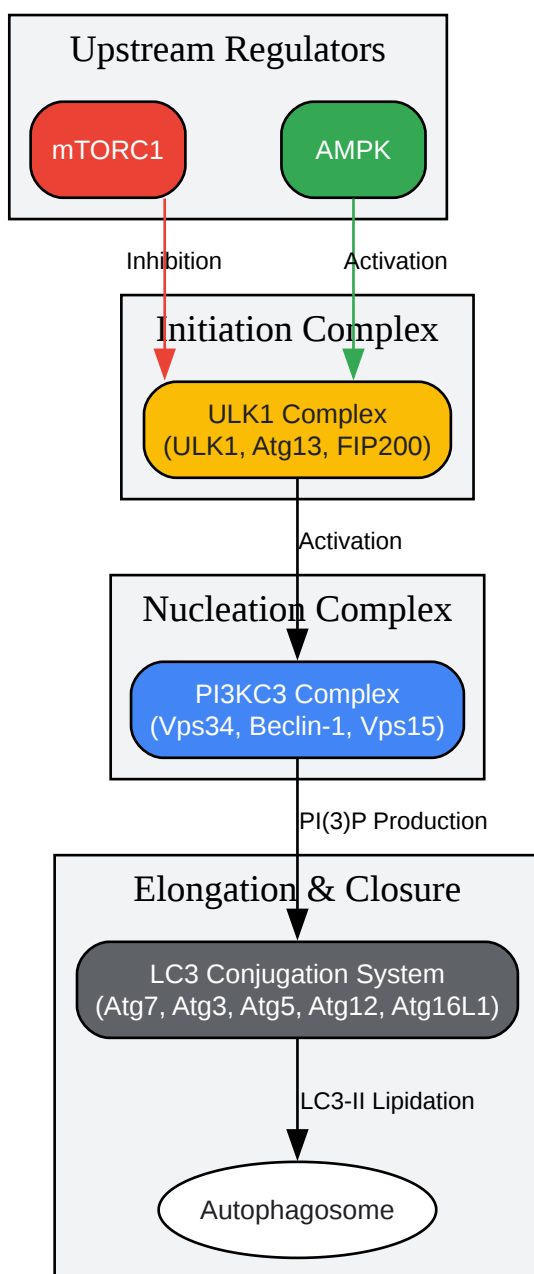 Upstream Regulators
mTORC1
AMPK
Inhibition
Activation
Initiation Complex
ULK1 Complex
(ULK1, Atg13, FIP200)
Activation
Nucleation Complex
PI3KC3 Complex
(Vps34, Beclin-1, Vps15)
PI(3)P Production
Elongation & Closure
LC3 Conjugation System
(Atg7, Atg3, Atg5, Atg12, Atg16L1)
LC3-II Lipidation
Autophagosome